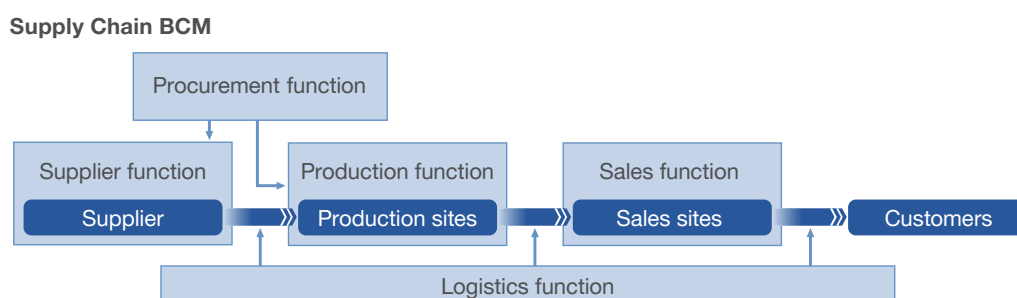 Supply Chain BCM
Procurement function
Supplier function
Production function
Sales function
Supplier
Production sites
Sales sites
Customers
Logistics function